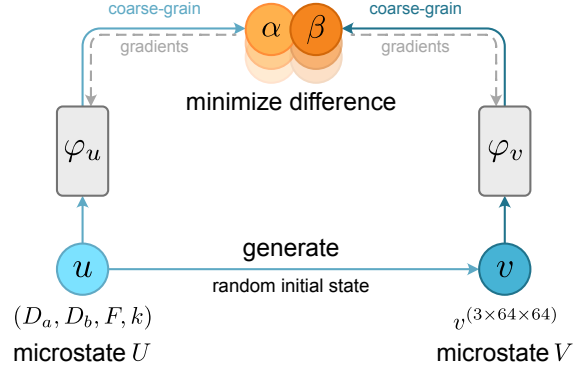 coarse-grain
α
β
coarse-grain
gradients
gradients
minimize difference
φ_u
φ_v
generate
u
v
random initial state
(D_a, D_b, F, k)
v^(3×64×64)
microstate U
microstate V